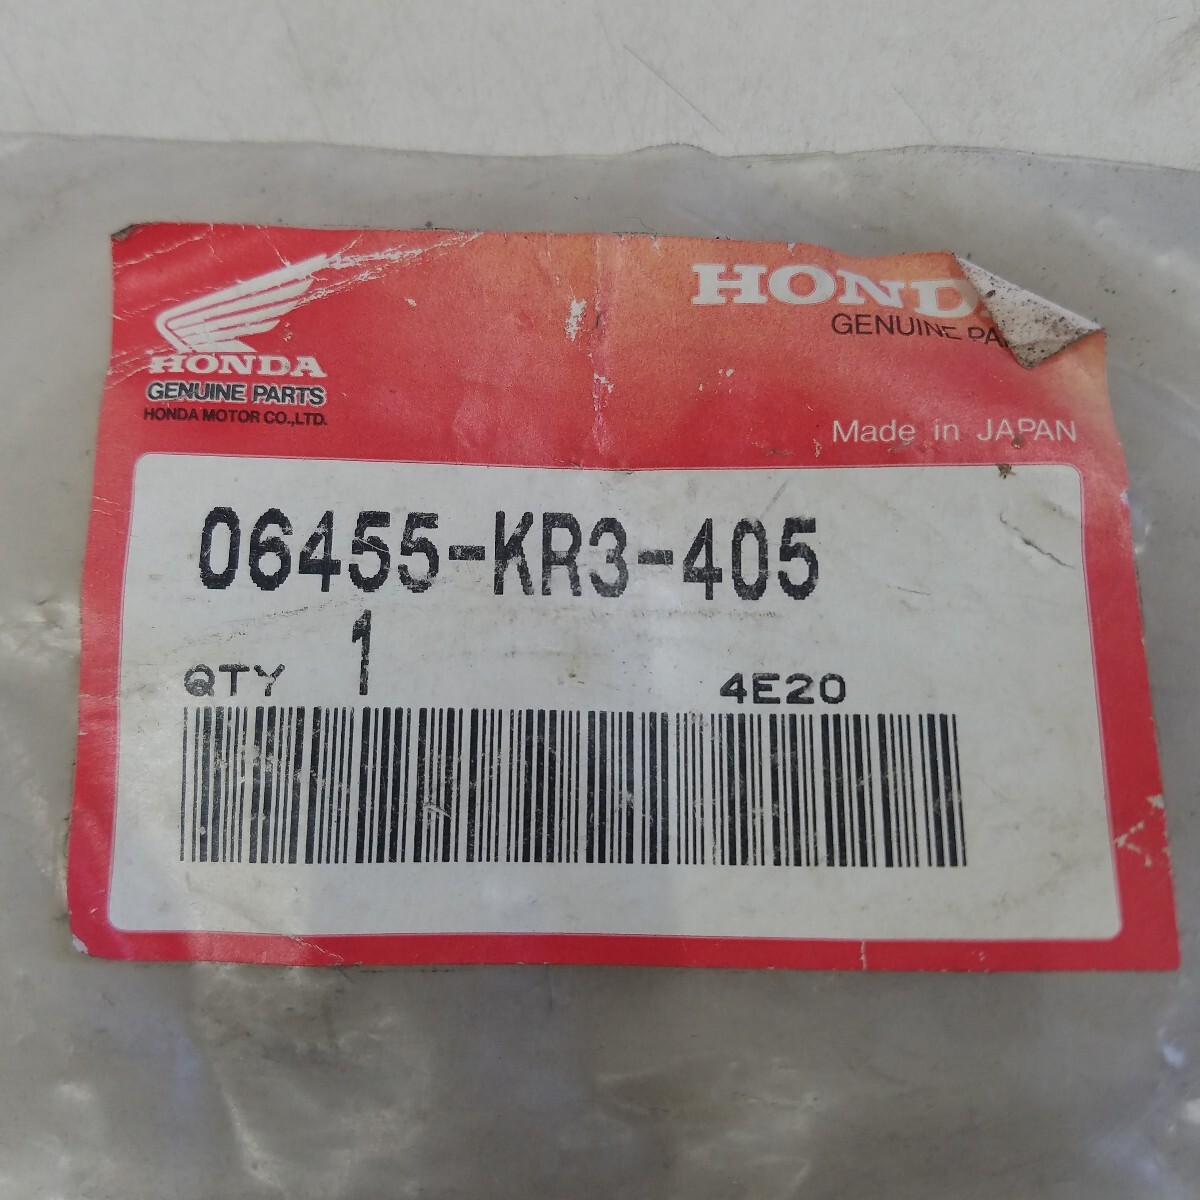 HONDA
GENUINE PARTS
HONDA MOTOR CO.,LTD.
HOND
GENUINE PA
Made in JAPAN
06455-KR3-405
QTY 1 4E20